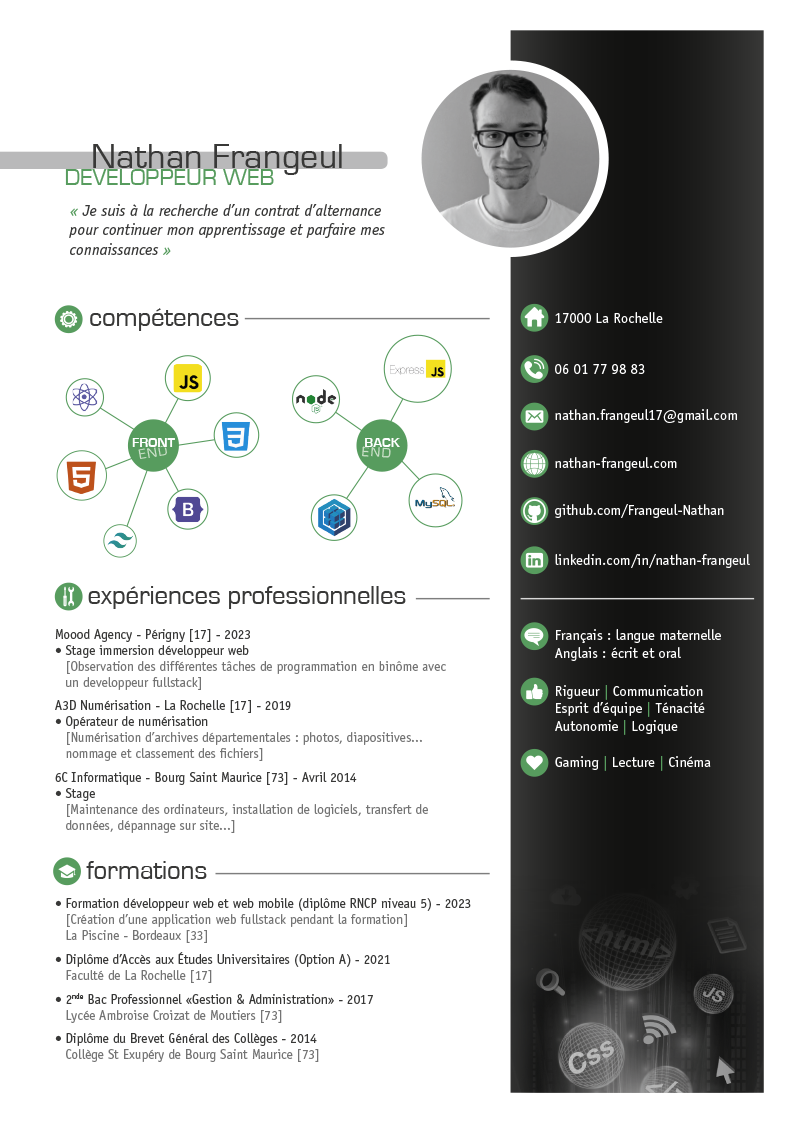 Nathan Frangeul
DEVELOPPEUR WEB
« Je suis à la recherche d’un contrat d’alternance
pour continuer mon apprentissage et parfaire mes
connaissances »
compétences
JS
3
FRONT
END
5
B
Express JS
node
JS
BACK
END
MySQL
expériences professionnelles
Moood Agency - Périgny [17] - 2023
• Stage immersion développeur web
[Observation des différentes tâches de programmation en binôme avec
un developpeur fullstack]
A3D Numérisation - La Rochelle [17] - 2019
• Opérateur de numérisation
[Numérisation d’archives départementales : photos, diapositives...
nommage et classement des fichiers]
6C Informatique - Bourg Saint Maurice [73] - Avril 2014
• Stage
[Maintenance des ordinateurs, installation de logiciels, transfert de
données, dépannage sur site...]
formations
• Formation développeur web et web mobile (diplôme RNCP niveau 5) - 2023
[Création d’une application web fullstack pendant la formation]
La Piscine - Bordeaux [33]
• Diplôme d’Accès aux Études Universitaires (Option A) - 2021
Faculté de La Rochelle [17]
• 2nde Bac Professionnel «Gestion & Administration» - 2017
Lycée Ambroise Croizat de Moutiers [73]
• Diplôme du Brevet Général des Collèges - 2014
Collège St Exupéry de Bourg Saint Maurice [73]
17000 La Rochelle
06 01 77 98 83
nathan.frangeul17@gmail.com
nathan-frangeul.com
github.com/Frangeul-Nathan
in
linkedin.com/in/nathan-frangeul
Français : langue maternelle
Anglais : écrit et oral
Rigueur | Communication
Esprit d’équipe | Ténacité
Autonomie | Logique
Gaming | Lecture | Cinéma
<html>
JS
Css
</>